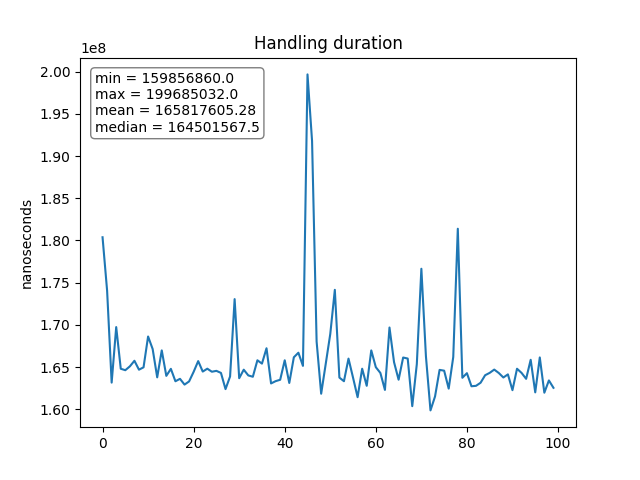 Handling duration
1e8
min = 159856860.0
max = 199685032.0
mean = 165817605.28
median = 164501567.5
2.00
1.95
1.90
1.85
1.80
1.75
1.70
1.65
1.60
nanoseconds
0 20 40 60 80 100